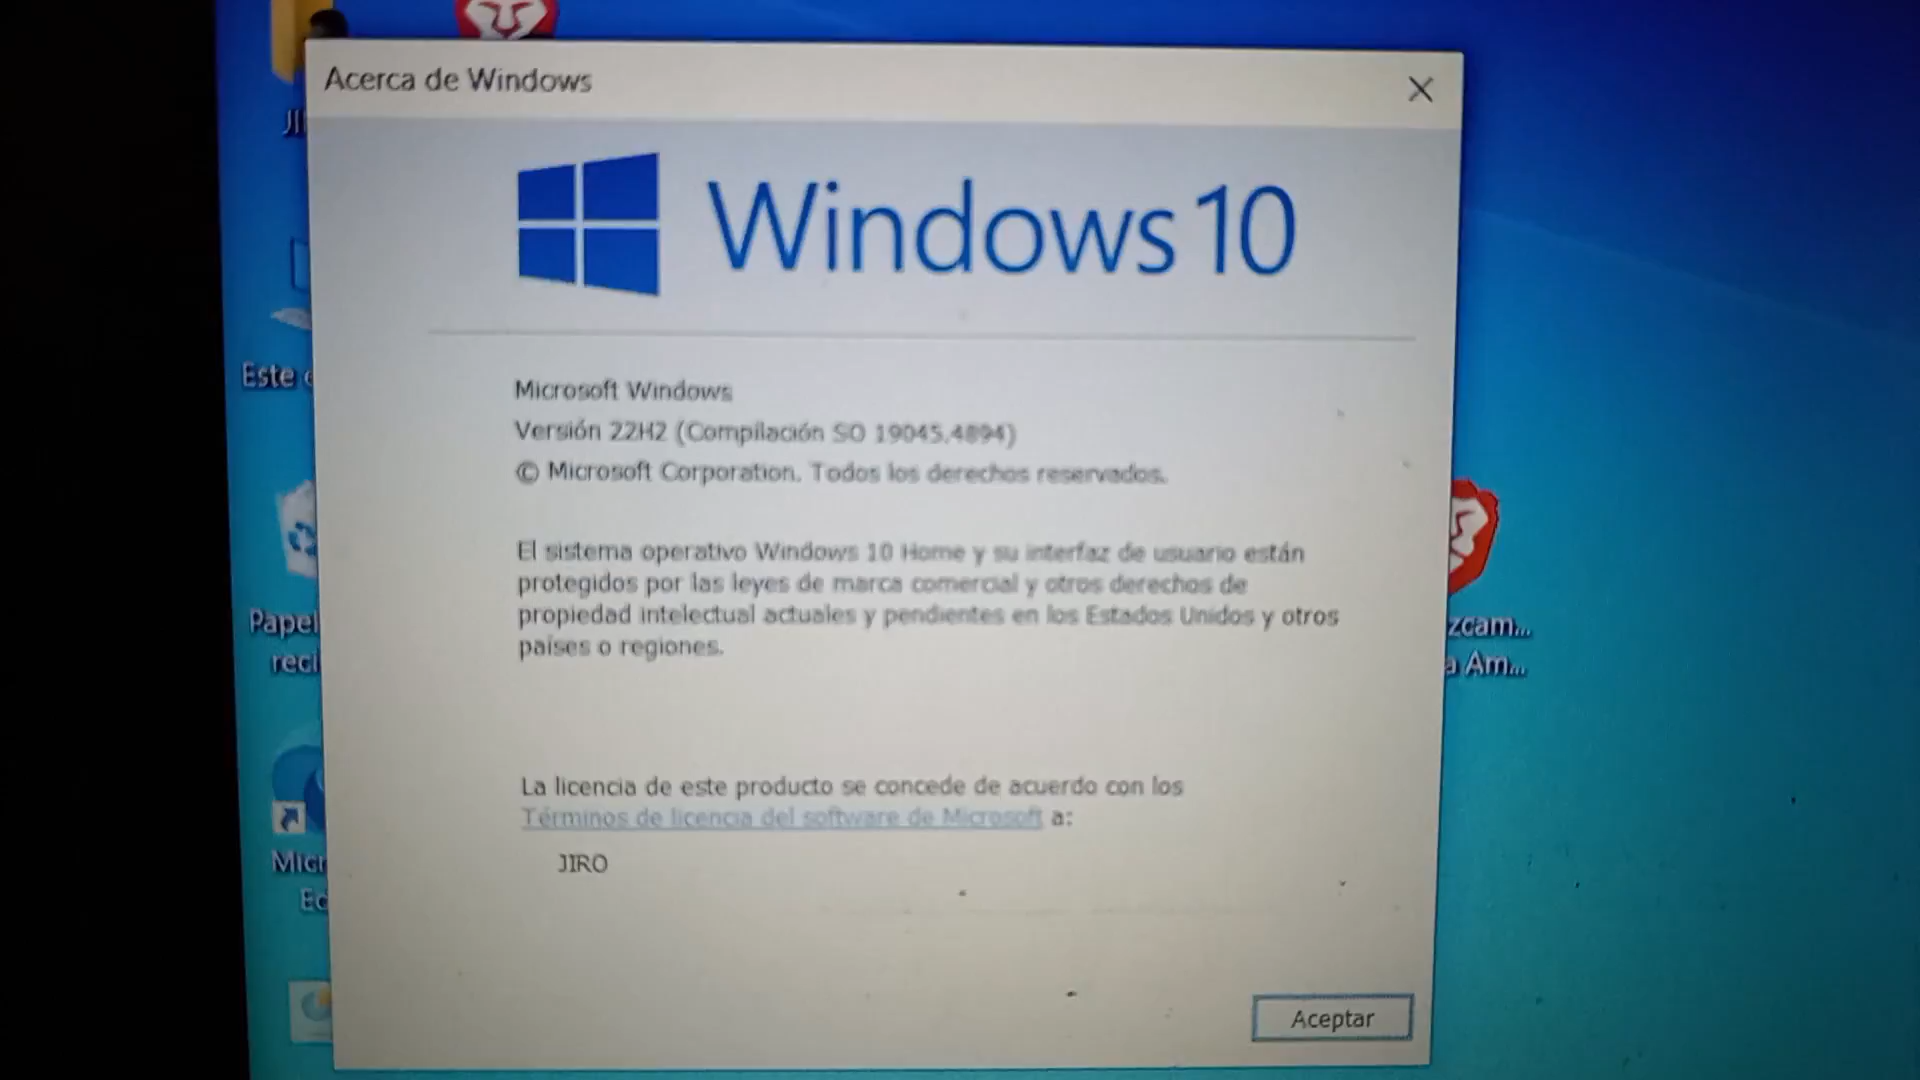 Acerca de Windows
Windows 10
Microsoft Windows
Versión 22H2 (Compilación SO 19045.4894)
© Microsoft Corporation. Todos los derechos reservados.
El sistema operativo Windows 10 Home y su interfaz de usuario están
protegidos por las leyes de marca comercial y otros derechos de
propiedad intelectual actuales y pendientes en los Estados Unidos y otros
países o regiones.
La licencia de este producto se concede de acuerdo con los
Términos de licencia del software de Microsoft a:
JIRO
Aceptar
Este
Papel
reci
Micr
Ed
zcam...
a Am...